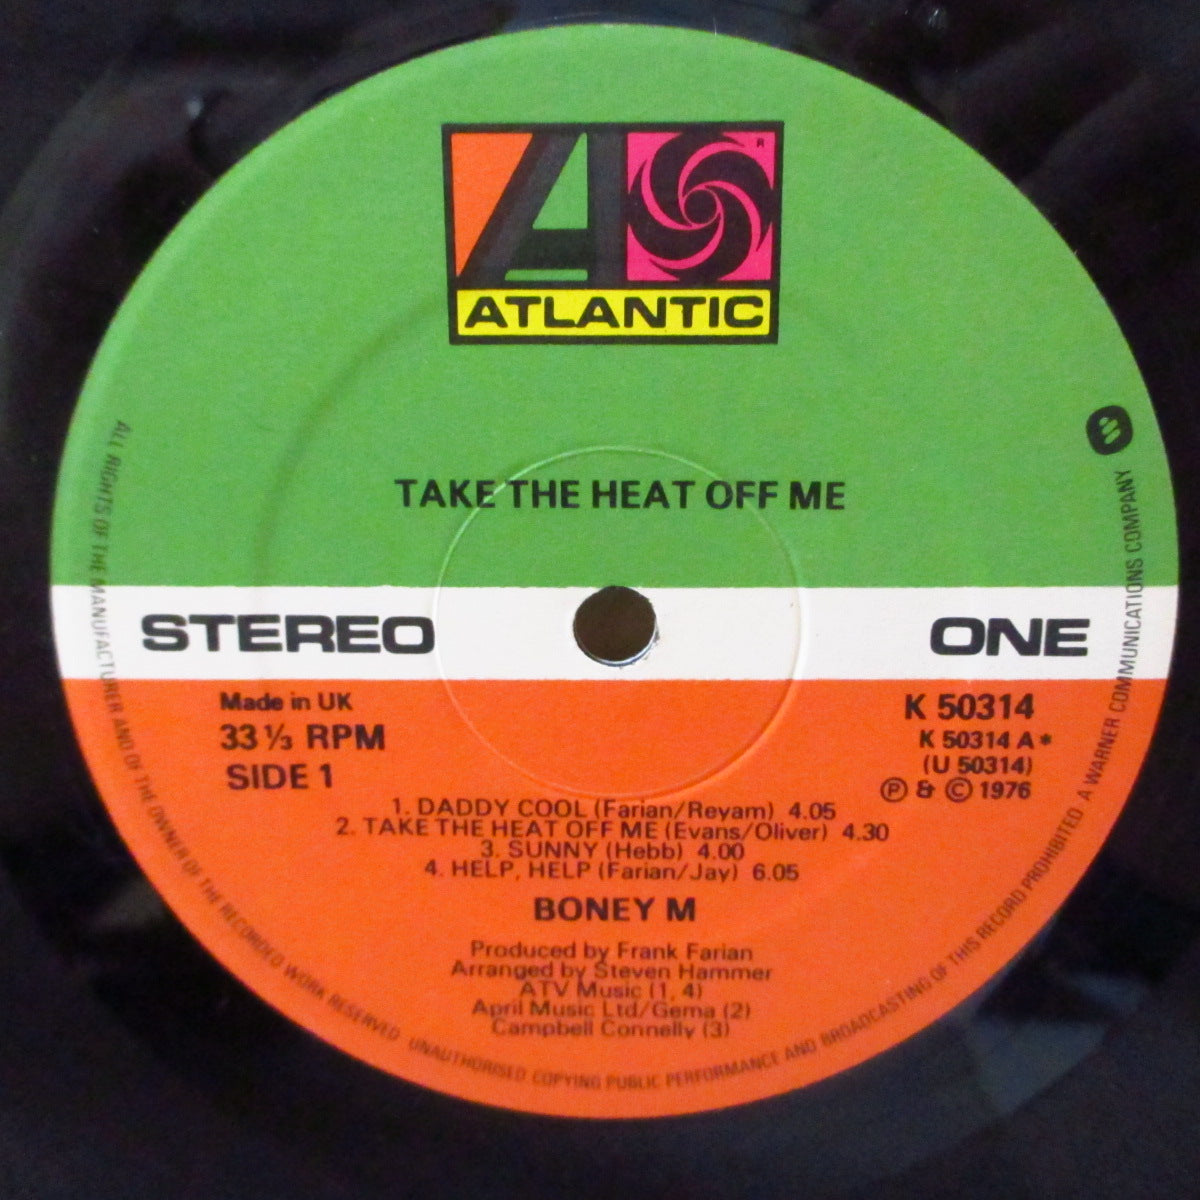 R
ATLANTIC
TAKE THE HEAT OFF ME
STEREO ONE
Made in UK
33 ⅓ RPM
SIDE 1
K 50314
K 50314 A*
(U 50314)
Ⓟ & © 1976
1. DADDY COOL (Farian/Reyam) 4.05
2. TAKE THE HEAT OFF ME (Evans/Oliver) 4.30
3. SUNNY (Hebb) 4.00
4. HELP, HELP (Farian/Jay) 6.05
BONEY M
Produced by Frank Farian
Arranged by Steven Hammer
ATV Music (1, 4)
April Music Ltd/Gema (2)
Campbell Connelly (3)
ALL RIGHTS OF THE MANUFACTURER AND OF THE OWNER OF THE RECORDED WORK RESERVED UNAUTHORISED COPYING PUBLIC PERFORMANCE AND BROADCASTING OF THIS RECORD PROHIBITED A WARNER COMMUNICATIONS COMPANY